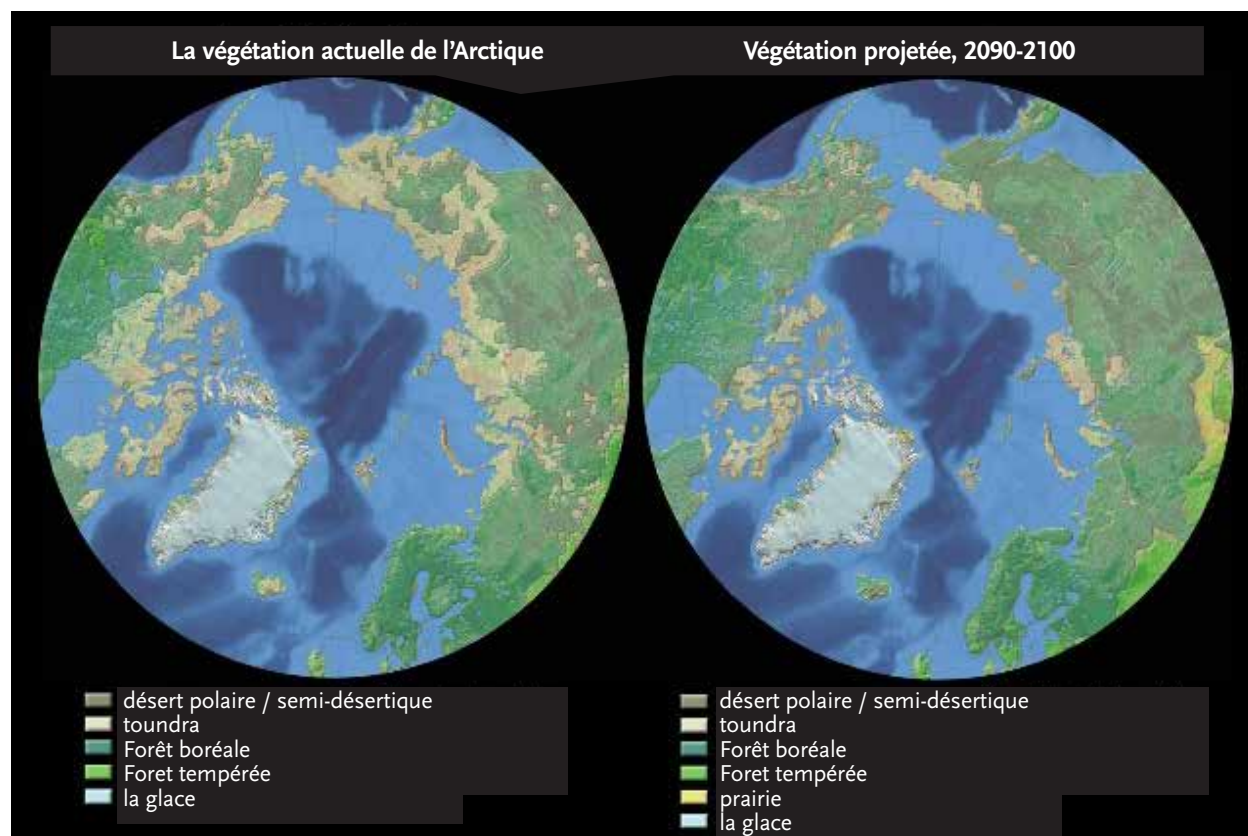 La végétation actuelle de l'Arctique
Végétation projetée, 2090-2100
désert polaire / semi-désertique
toundra
Forêt boréale
Foret tempérée
la glace
désert polaire / semi-désertique
toundra
Forêt boréale
Foret tempérée
prairie
la glace